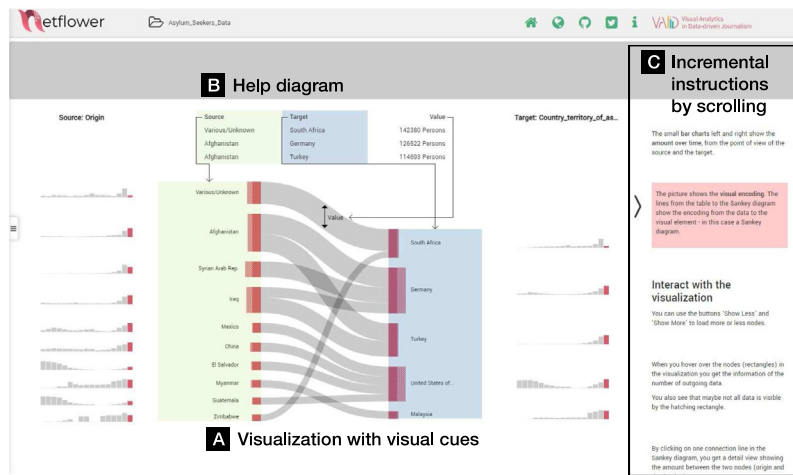 Netflower
Asylum_Seekers_Data
VALiD Visual Analytics
in Data-driven Journalism
B Help diagram
C Incremental
instructions
by scrolling
Source: Origin
Source Target Value
Various/Unknown South Africa 142380 Persons
Afghanistan Germany 126522 Persons
Afghanistan Turkey 114693 Persons
Target: Country_territory_of_as...
Various/Unknown
Value
Afghanistan
South Africa
Syrian Arab Rep.
Germany
Iraq
Mexico
Turkey
China
El Salvador
Myanmar
United States of...
Guatemala
Zimbabwe
Malaysia
A Visualization with visual cues
The small bar charts left and right show the
amount over time, from the point of view of the
source and the target.
The picture shows the visual encoding. The
lines from the table to the Sankey diagram
show the encoding from the data to the
visual element - in this case a Sankey
diagram.
Interact with the
visualization
You can use the buttons 'Show Less' and
'Show More' to load more or less nodes.
When you hover over the nodes (rectangles) in
the visualization you get the information of the
number of outgoing data.
You also see that maybe not all data is visible
by the hatching rectangle.
By clicking on one connection line in the
Sankey diagram, you get a detail view showing
the amount between the two nodes (origin and